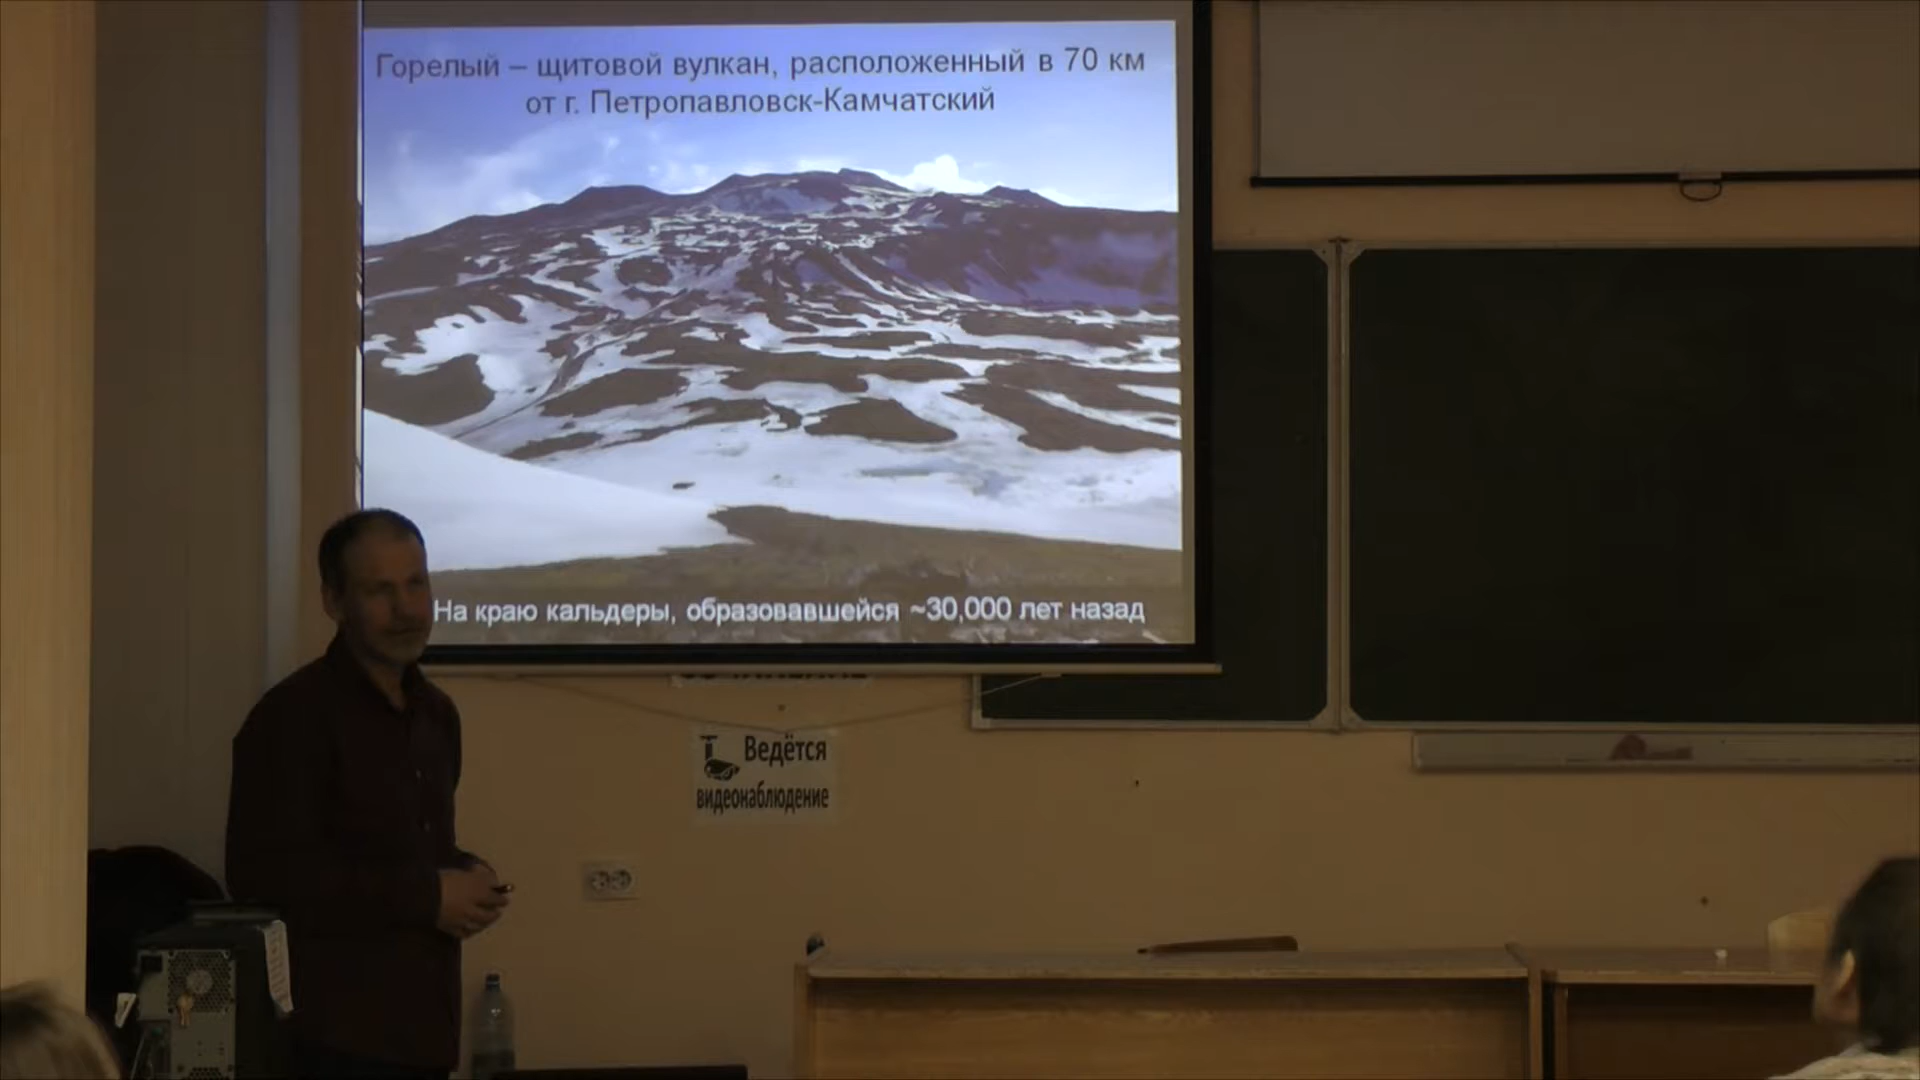 Горелый – щитовой вулкан, расположенный в 70 км
от г. Петропавловск-Камчатский
На краю кальдеры, образовавшейся ~30,000 лет назад
Ведётся
видеонаблюдение